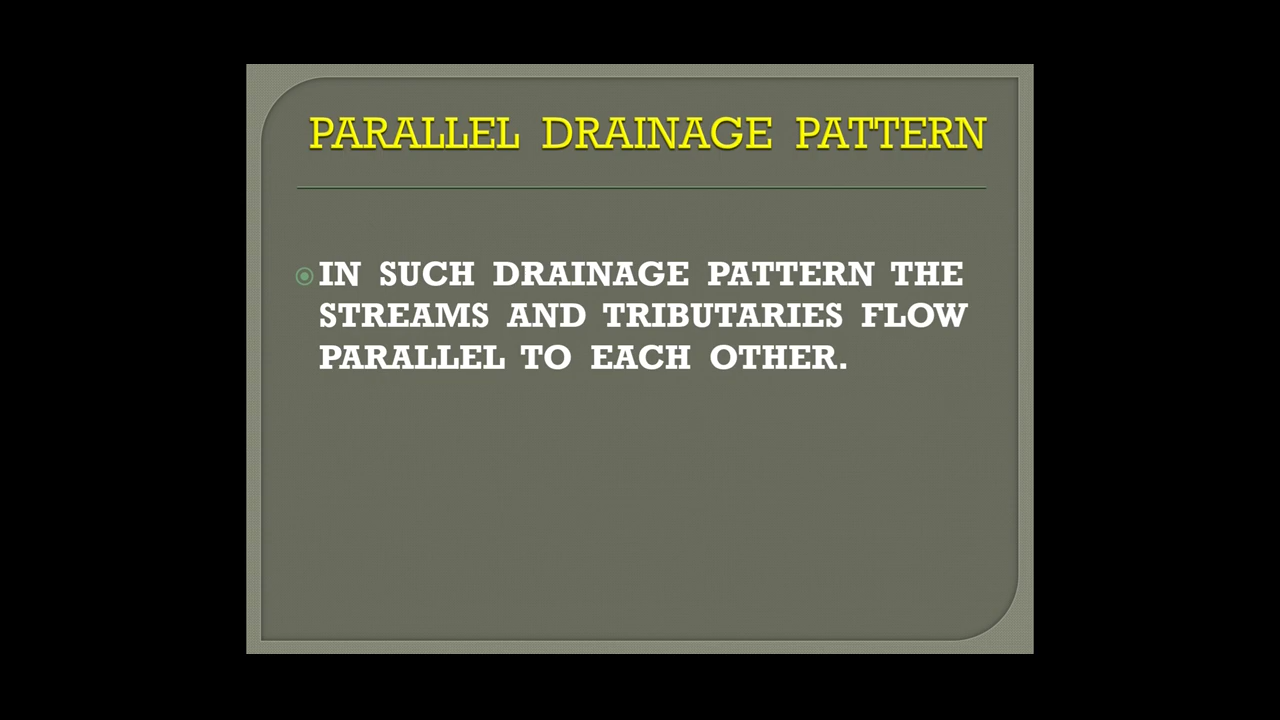 PARALLEL DRAINAGE PATTERN
IN SUCH DRAINAGE PATTERN THE
STREAMS AND TRIBUTARIES FLOW
PARALLEL TO EACH OTHER.